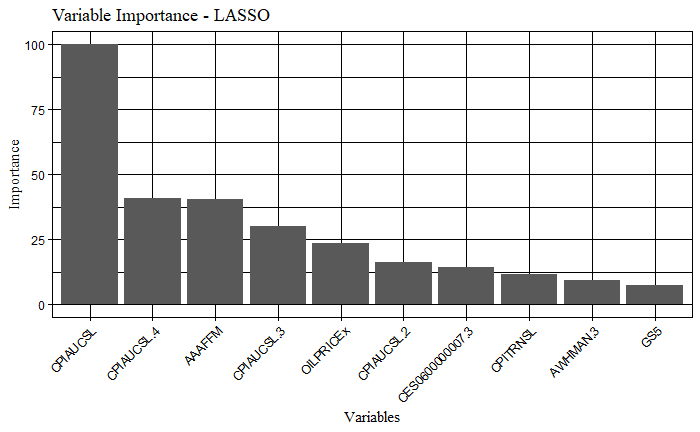 Variable Importance - LASSO
Importance
100
75
50
25
0
CPIAUCSL
CPIAUCSL.4
AAAFFM
CPIAUCSL.3
OILPRICEx
CPIAUCSL.2
CES0600000007.3
CPITRNSL
AWHMAN.3
GS5
Variables